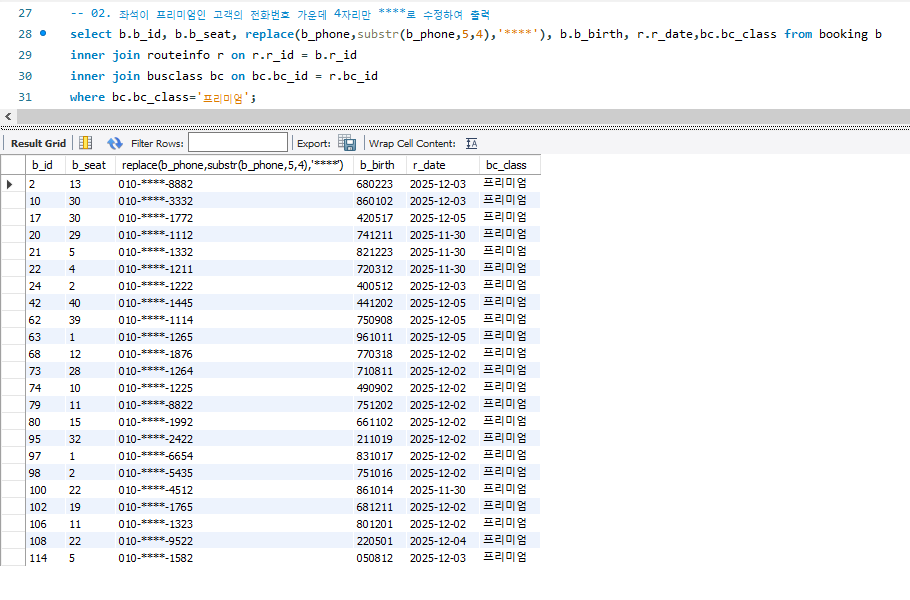 27 -- 02. 좌석이 프리미엄인 고객의 전화번호 가운데 4자리만 ****로 수정하여 출력
28 select b.b_id, b.b_seat, replace(b_phone,substr(b_phone,5,4),'****'), b.b_birth, r.r_date,bc.bc_class from booking b
29 inner join routeinfo r on r.r_id = b.r_id
30 inner join busclass bc on bc.bc_id = r.bc_id
31 where bc.bc_class='프리미엄';
Result Grid Filter Rows: Export: Wrap Cell Content: IA
b_id b_seat replace(b_phone,substr(b_phone,5,4),'****') b_birth r_date bc_class
2 13 010-****-8882 680223 2025-12-03 프리미엄
10 30 010-****-3332 860102 2025-12-03 프리미엄
17 30 010-****-1772 420517 2025-12-05 프리미엄
20 29 010-****-1112 741211 2025-11-30 프리미엄
21 5 010-****-1332 821223 2025-11-30 프리미엄
22 4 010-****-1211 720312 2025-11-30 프리미엄
24 2 010-****-1222 400512 2025-12-03 프리미엄
42 40 010-****-1445 441202 2025-12-05 프리미엄
62 39 010-****-1114 750908 2025-12-05 프리미엄
63 1 010-****-1265 961011 2025-12-05 프리미엄
68 12 010-****-1876 770318 2025-12-02 프리미엄
73 28 010-****-1264 710811 2025-12-02 프리미엄
74 10 010-****-1225 490902 2025-12-02 프리미엄
79 11 010-****-8822 751202 2025-12-02 프리미엄
80 15 010-****-1992 661102 2025-12-02 프리미엄
95 32 010-****-2422 211019 2025-12-02 프리미엄
97 1 010-****-6654 831017 2025-12-02 프리미엄
98 2 010-****-5435 751016 2025-12-02 프리미엄
100 22 010-****-4512 861014 2025-11-30 프리미엄
102 19 010-****-1765 681211 2025-12-02 프리미엄
106 11 010-****-1323 801201 2025-12-02 프리미엄
108 22 010-****-9522 220501 2025-12-04 프리미엄
114 5 010-****-1582 050812 2025-12-03 프리미엄